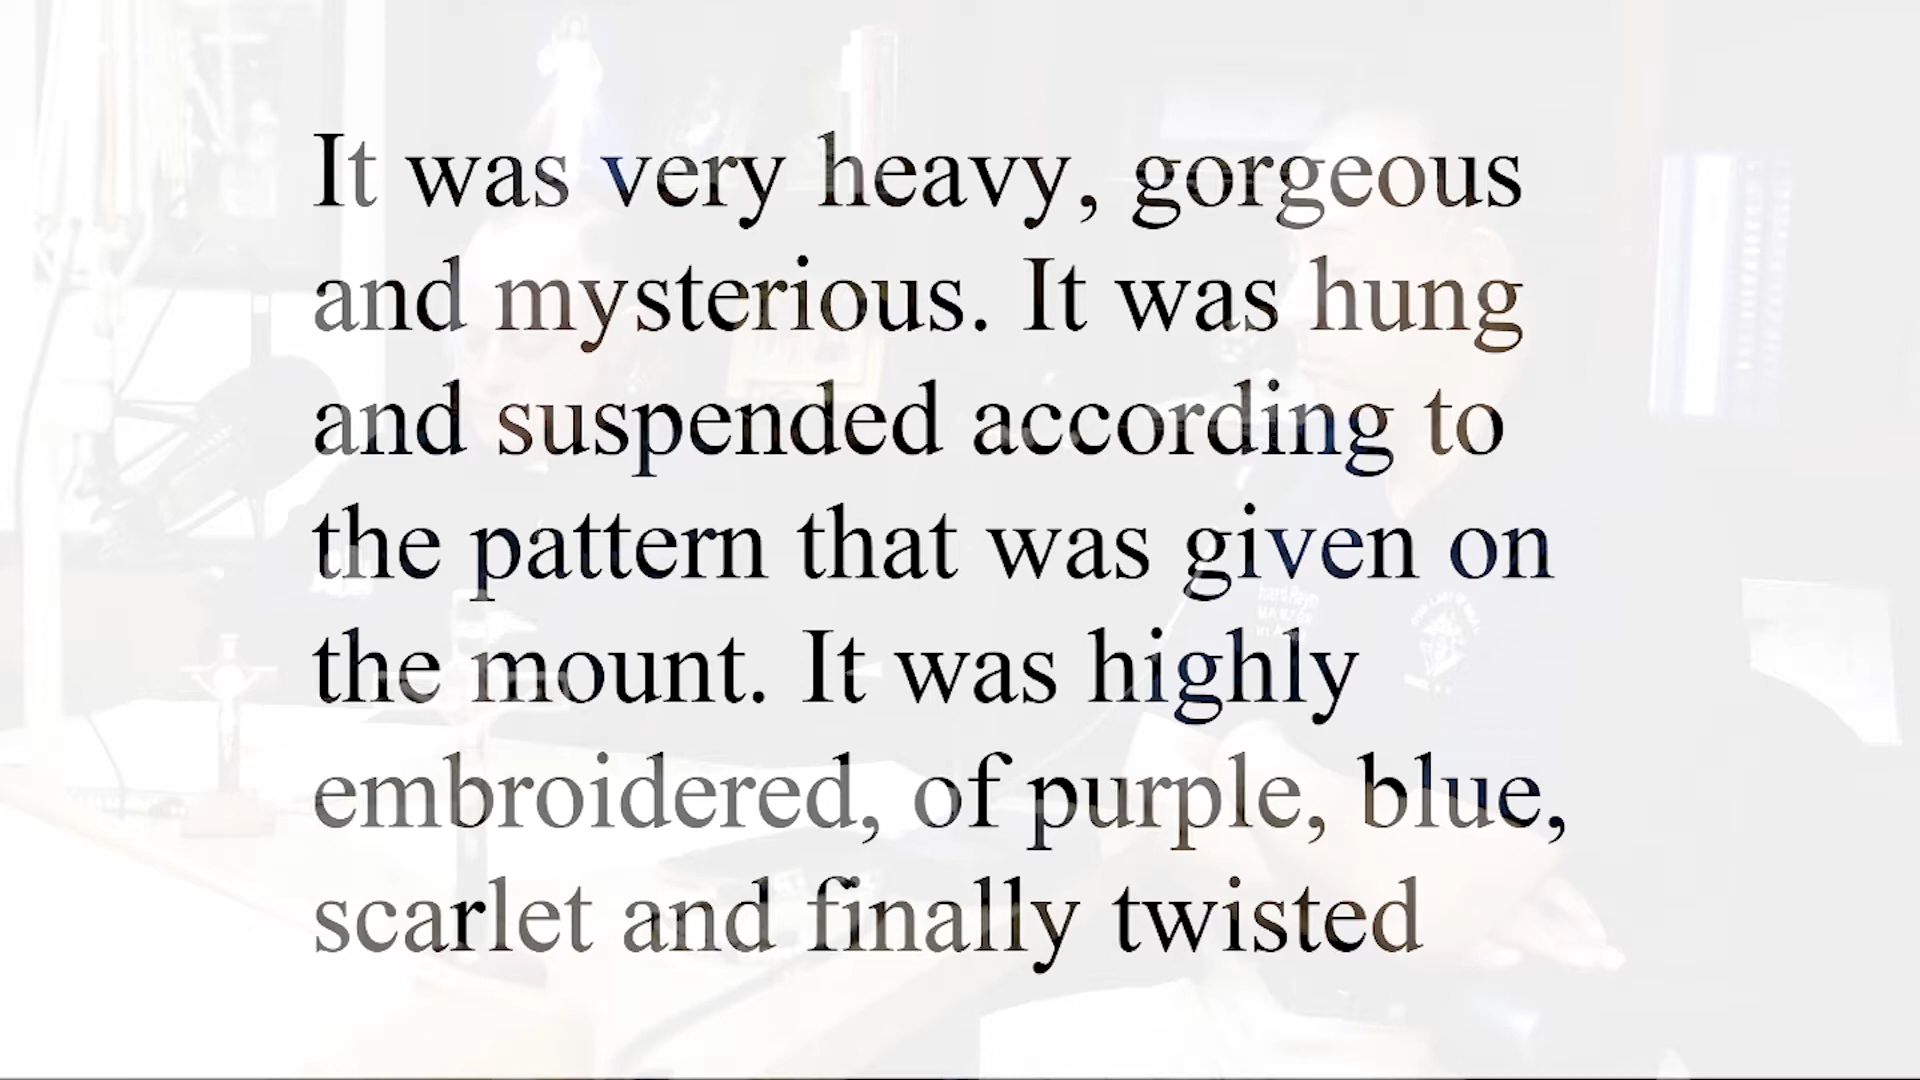 It was very heavy, gorgeous
and mysterious. It was hung
and suspended according to
the pattern that was given on
the mount. It was highly
embroidered, of purple, blue,
scarlet and finally twisted